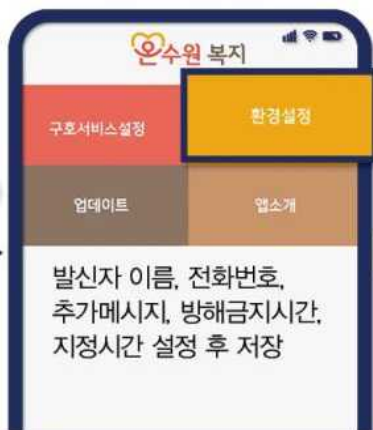 온수원 복지
구호서비스설정
환경설정
업데이트
앱소개
발신자 이름, 전화번호,
추가메시지, 방해금지시간,
지정시간 설정 후 저장